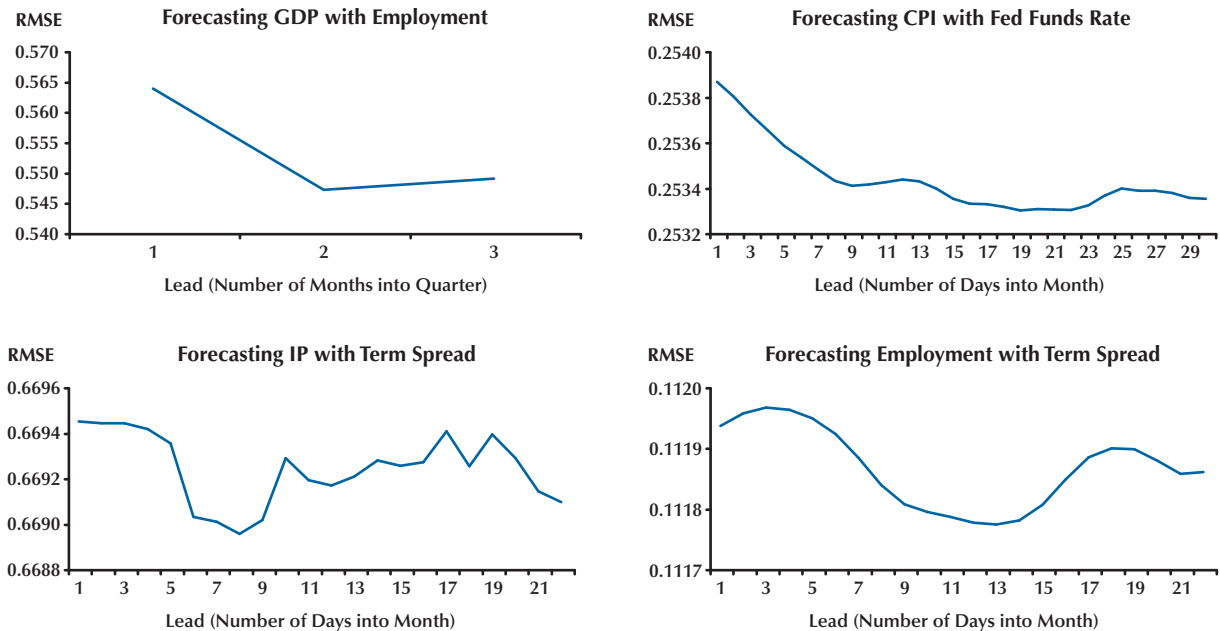 RMSE
Forecasting GDP with Employment
0.570
0.565
0.560
0.555
0.550
0.545
0.540
1 2 3
Lead (Number of Months into Quarter)
RMSE
Forecasting CPI with Fed Funds Rate
0.2540
0.2538
0.2536
0.2534
0.2532
1 3 5 7 9 11 13 15 17 19 21 23 25 27 29
Lead (Number of Days into Month)
RMSE
Forecasting IP with Term Spread
0.6696
0.6694
0.6692
0.6690
0.6688
1 3 5 7 9 11 13 15 17 19 21
Lead (Number of Days into Month)
RMSE
Forecasting Employment with Term Spread
0.1120
0.1119
0.1118
0.1117
1 3 5 7 9 11 13 15 17 19 21
Lead (Number of Days into Month)